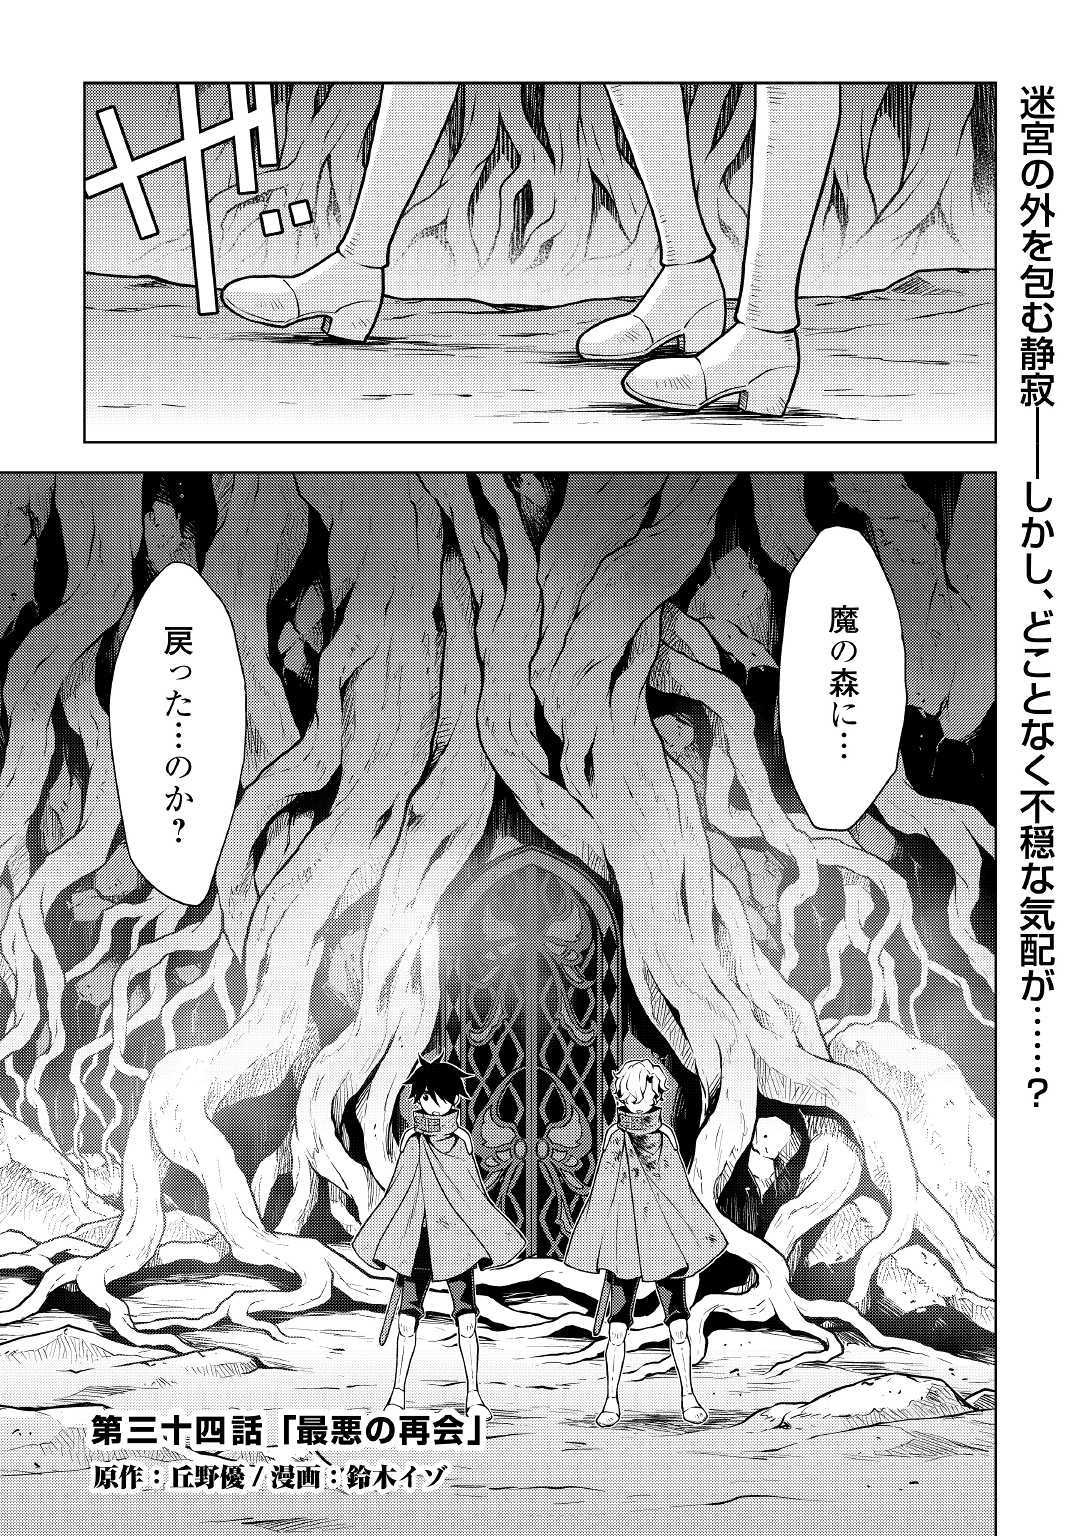 迷宮の外を包む静寂――しかし、どことなく不穏な気配が……？
ザッ
魔の森に…
戻った…のか？
第三十四話「最悪の再会」
原作：丘野優/漫画：鈴木イゾ